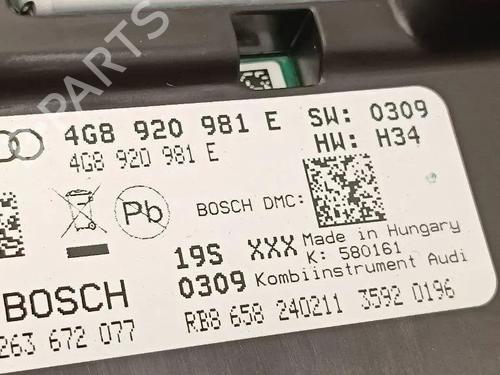 B PARTS
4G8 920 981 E SW: 0309
4G8 920 981 E HW: H34
Pb
BOSCH DMC:
19S XXX Made in Hungary
K: 580161
0309 Kombiinstrument Audi
BOSCH
263 672 077 RB8 658 240211 3592 0196